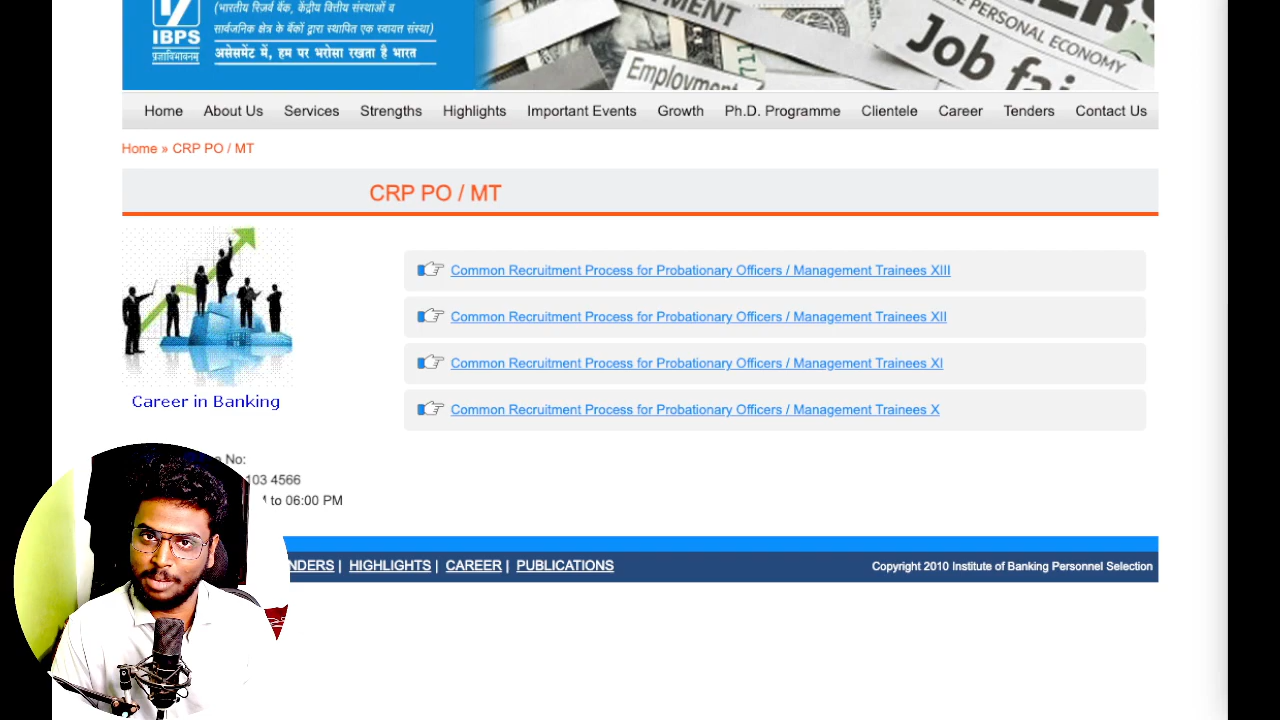 (भारतीय रिजर्व बैंक, केंद्रीय वित्तीय संस्थाओं व
IBPS
सार्वजनिक क्षेत्र के बैंकों द्वारा स्थापित एक स्वायत्त संस्था)
असेसमेंट में, हम पर भरोसा रखता है भारत
Employment
THE PERSONAL ECONOMY
Job fai
Home About Us Services Strengths Highlights Important Events Growth Ph.D. Programme Clientele Career Tenders Contact Us
Home » CRP PO / MT
CRP PO / MT
Common Recruitment Process for Probationary Officers / Management Trainees XIII
Common Recruitment Process for Probationary Officers / Management Trainees XII
Common Recruitment Process for Probationary Officers / Management Trainees XI
Common Recruitment Process for Probationary Officers / Management Trainees X
Career in Banking
No:
103 4566
to 06:00 PM
NDERS | HIGHLIGHTS | CAREER | PUBLICATIONS
Copyright 2010 Institute of Banking Personnel Selection